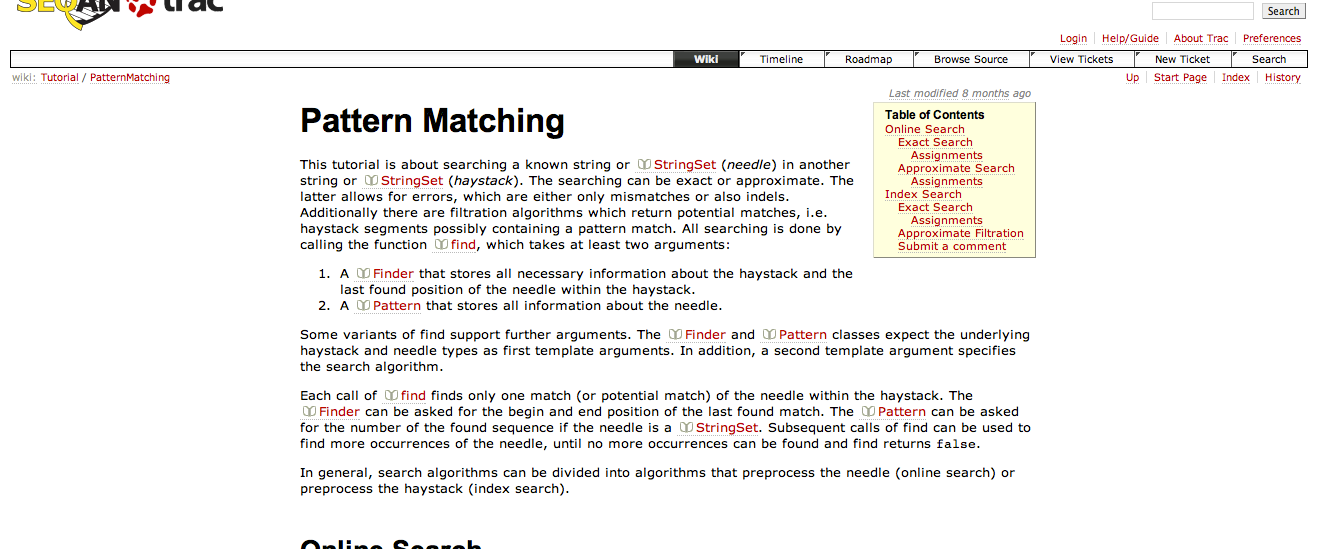 SEQAN trac
Search
Login Help/Guide About Trac Preferences
Wiki Timeline Roadmap Browse Source View Tickets New Ticket Search
wiki: Tutorial / PatternMatching
Up Start Page Index History
Last modified 8 months ago
Pattern Matching
Table of Contents
Online Search
Exact Search
Assignments
Approximate Search
Assignments
Index Search
Exact Search
Assignments
Approximate Filtration
Submit a comment
This tutorial is about searching a known string or StringSet (needle) in another
string or StringSet (haystack). The searching can be exact or approximate. The
latter allows for errors, which are either only mismatches or also indels.
Additionally there are filtration algorithms which return potential matches, i.e.
haystack segments possibly containing a pattern match. All searching is done by
calling the function find, which takes at least two arguments:
1. A Finder that stores all necessary information about the haystack and the
last found position of the needle within the haystack.
2. A Pattern that stores all information about the needle.
Some variants of find support further arguments. The Finder and Pattern classes expect the underlying
haystack and needle types as first template arguments. In addition, a second template argument specifies
the search algorithm.
Each call of find finds only one match (or potential match) of the needle within the haystack. The
Finder can be asked for the begin and end position of the last found match. The Pattern can be asked
for the number of the found sequence if the needle is a StringSet. Subsequent calls of find can be used to
find more occurrences of the needle, until no more occurrences can be found and find returns false.
In general, search algorithms can be divided into algorithms that preprocess the needle (online search) or
preprocess the haystack (index search).
Online Search